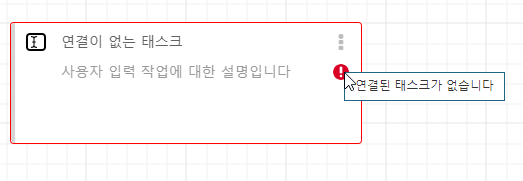 연결이 없는 태스크
사용자 입력 작업에 대한 설명입니다
연결된 태스크가 없습니다